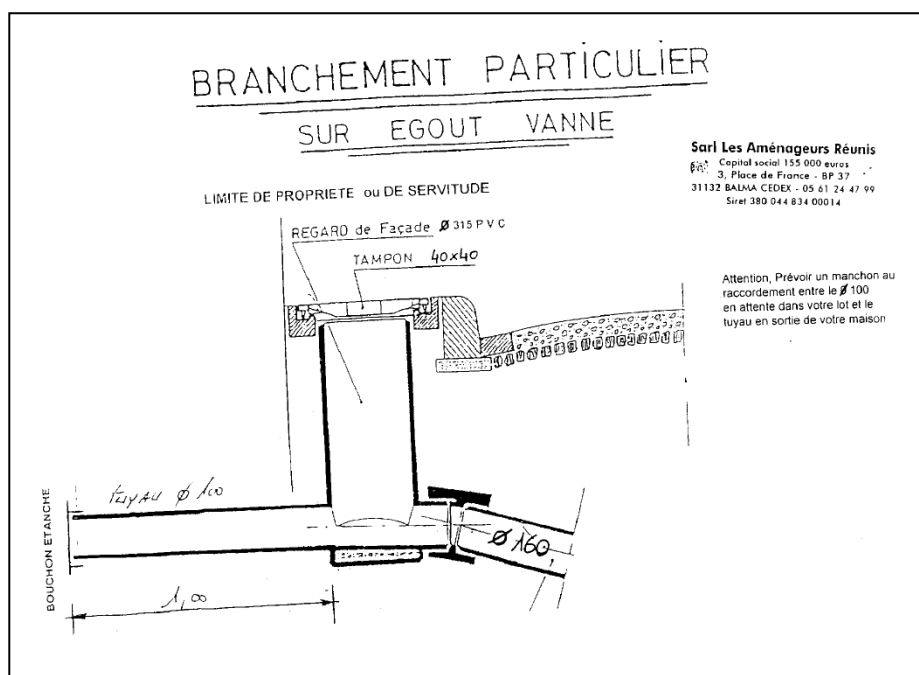 BRANCHEMENT PARTICULIER
SUR EGOUT VANNE
Sarl Les Aménageurs Réunis
Capital social 155 000 euros
3, Place de France - BP 37
31132 BALMA CEDEX - 05 61 24 47 99
Siret 380 044 834 00014
LIMITE DE PROPRIETE ou DE SERVITUDE
REGARD de Façade Ø 315 P V C
TAMPON 40x40
Attention, Prévoir un manchon au
raccordement entre le Ø 100
en attente dans votre lot et le
tuyau en sortie de votre maison
TUYAU Ø 100
BOUCHON ETANCHE
Ø 160
1,00